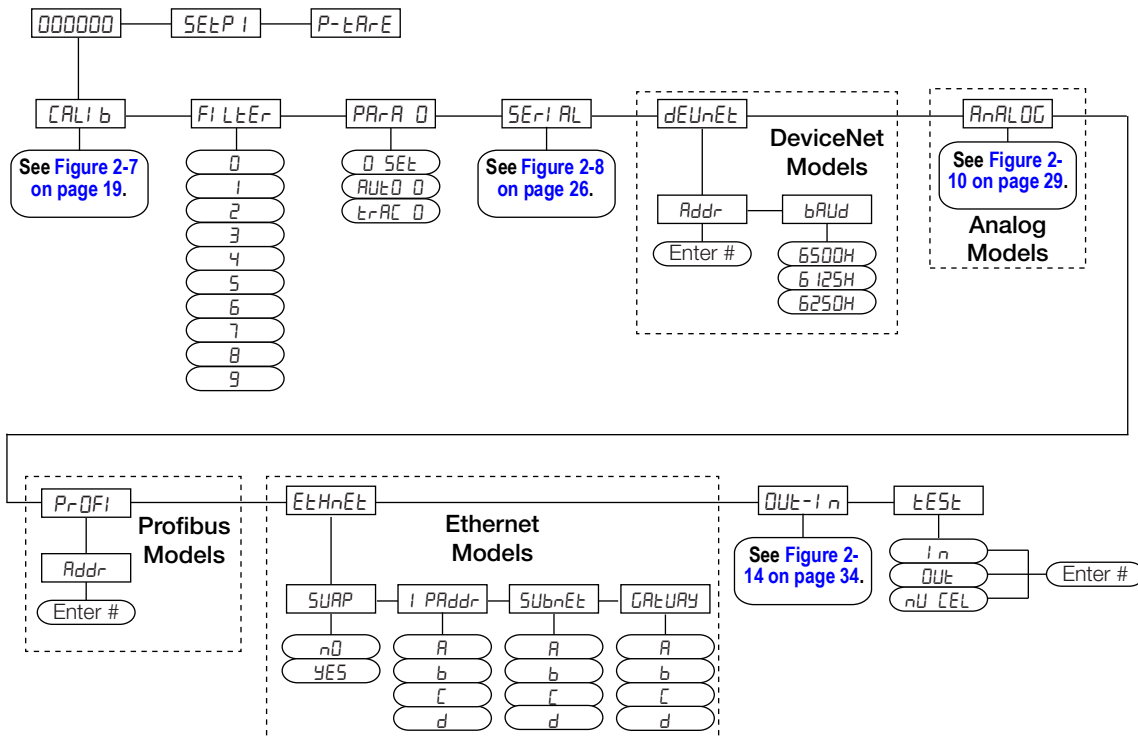 000000
SEtP1
P-tArE
CALIb
FILtEr
PArA 0
SErIAL
dEUnEt
AnALOG
See Figure 2-7
on page 19.
0
1
2
3
4
5
6
7
8
9
0 SEt
AUtO 0
trAC 0
See Figure 2-8
on page 26.
DeviceNet
Models
Addr
bAUd
Enter #
6500H
6125H
6250H
See Figure 2-
10 on page 29.
Analog
Models
PrOFI
Profibus
Models
Addr
Enter #
EtHnEt
Ethernet
Models
SUAP
IPAddr
SUbnEt
GAtUAY
nO
YES
A
b
C
d
A
b
C
d
A
b
C
d
OUt-In
See Figure 2-
14 on page 34.
tESt
In
OUt
nU CEL
Enter #